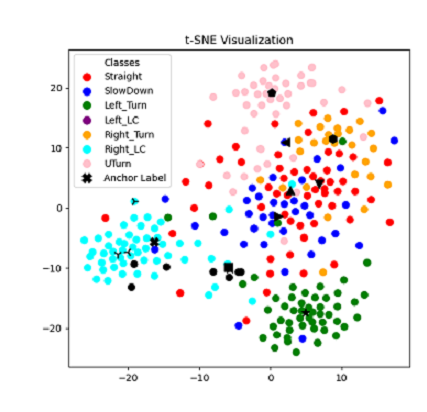 t-SNE Visualization
Classes
Straight
SlowDown
Left_Turn
Left_LC
Right_Turn
Right_LC
UTurn
Anchor Label
20
10
0
−10
−20
−20 −10 0 10